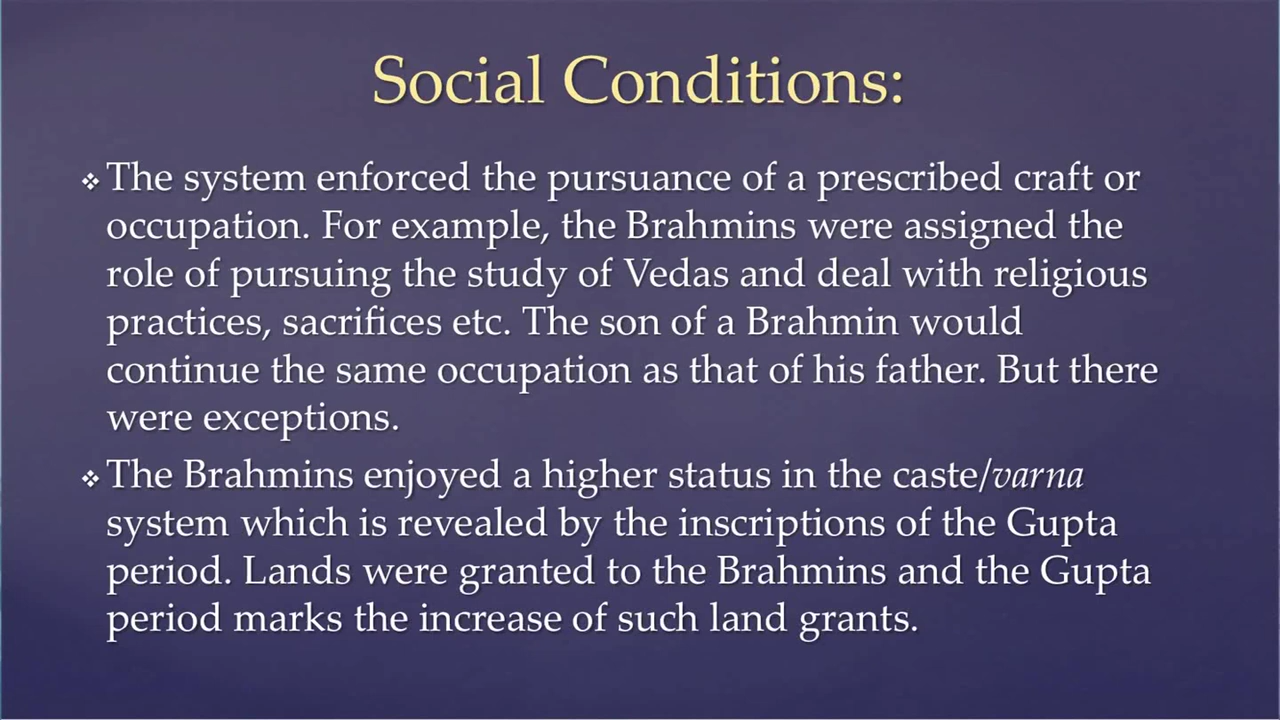 Social Conditions:
❖ The system enforced the pursuance of a prescribed craft or
occupation. For example, the Brahmins were assigned the
role of pursuing the study of Vedas and deal with religious
practices, sacrifices etc. The son of a Brahmin would
continue the same occupation as that of his father. But there
were exceptions.
❖ The Brahmins enjoyed a higher status in the caste/varna
system which is revealed by the inscriptions of the Gupta
period. Lands were granted to the Brahmins and the Gupta
period marks the increase of such land grants.